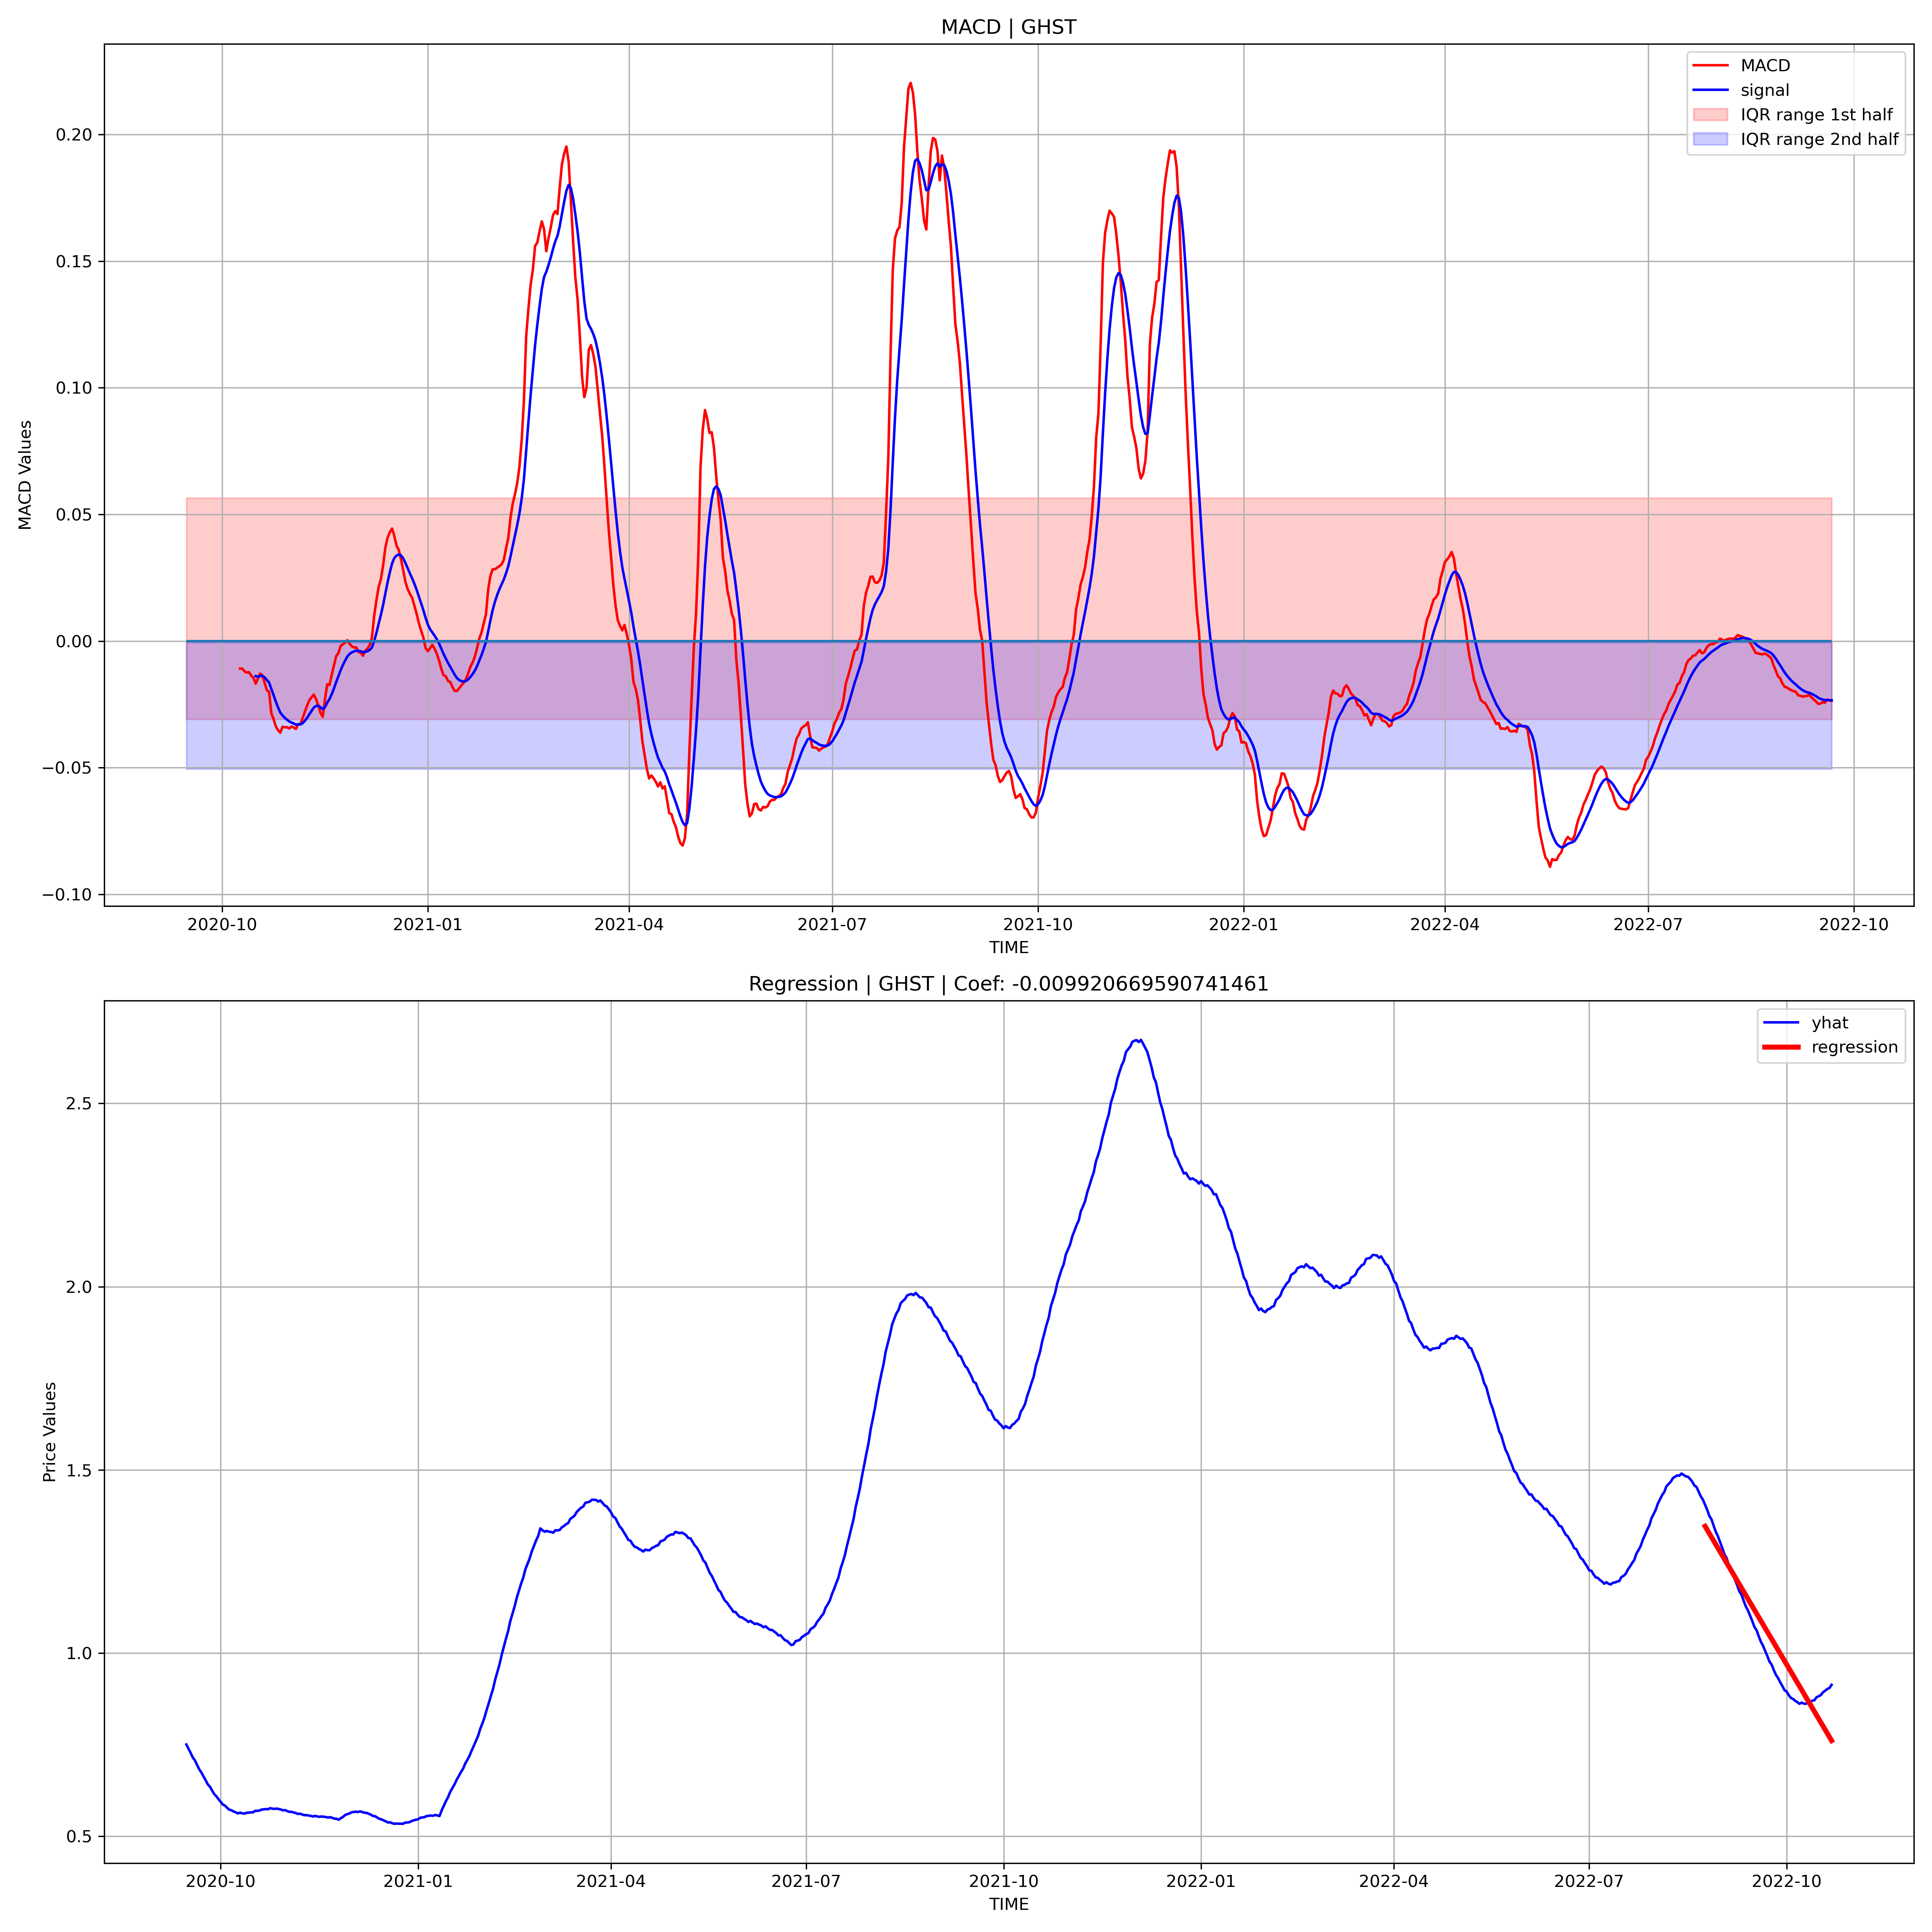 MACD | GHST
MACD
signal
IQR range 1st half
IQR range 2nd half
0.20
0.15
0.10
0.05
0.00
−0.05
−0.10
MACD Values
2020-10 2021-01 2021-04 2021-07 2021-10 2022-01 2022-04 2022-07 2022-10
TIME
Regression | GHST | Coef: -0.009920669590741461
yhat
regression
2.5
2.0
1.5
1.0
0.5
Price Values
2020-10 2021-01 2021-04 2021-07 2021-10 2022-01 2022-04 2022-07 2022-10
TIME